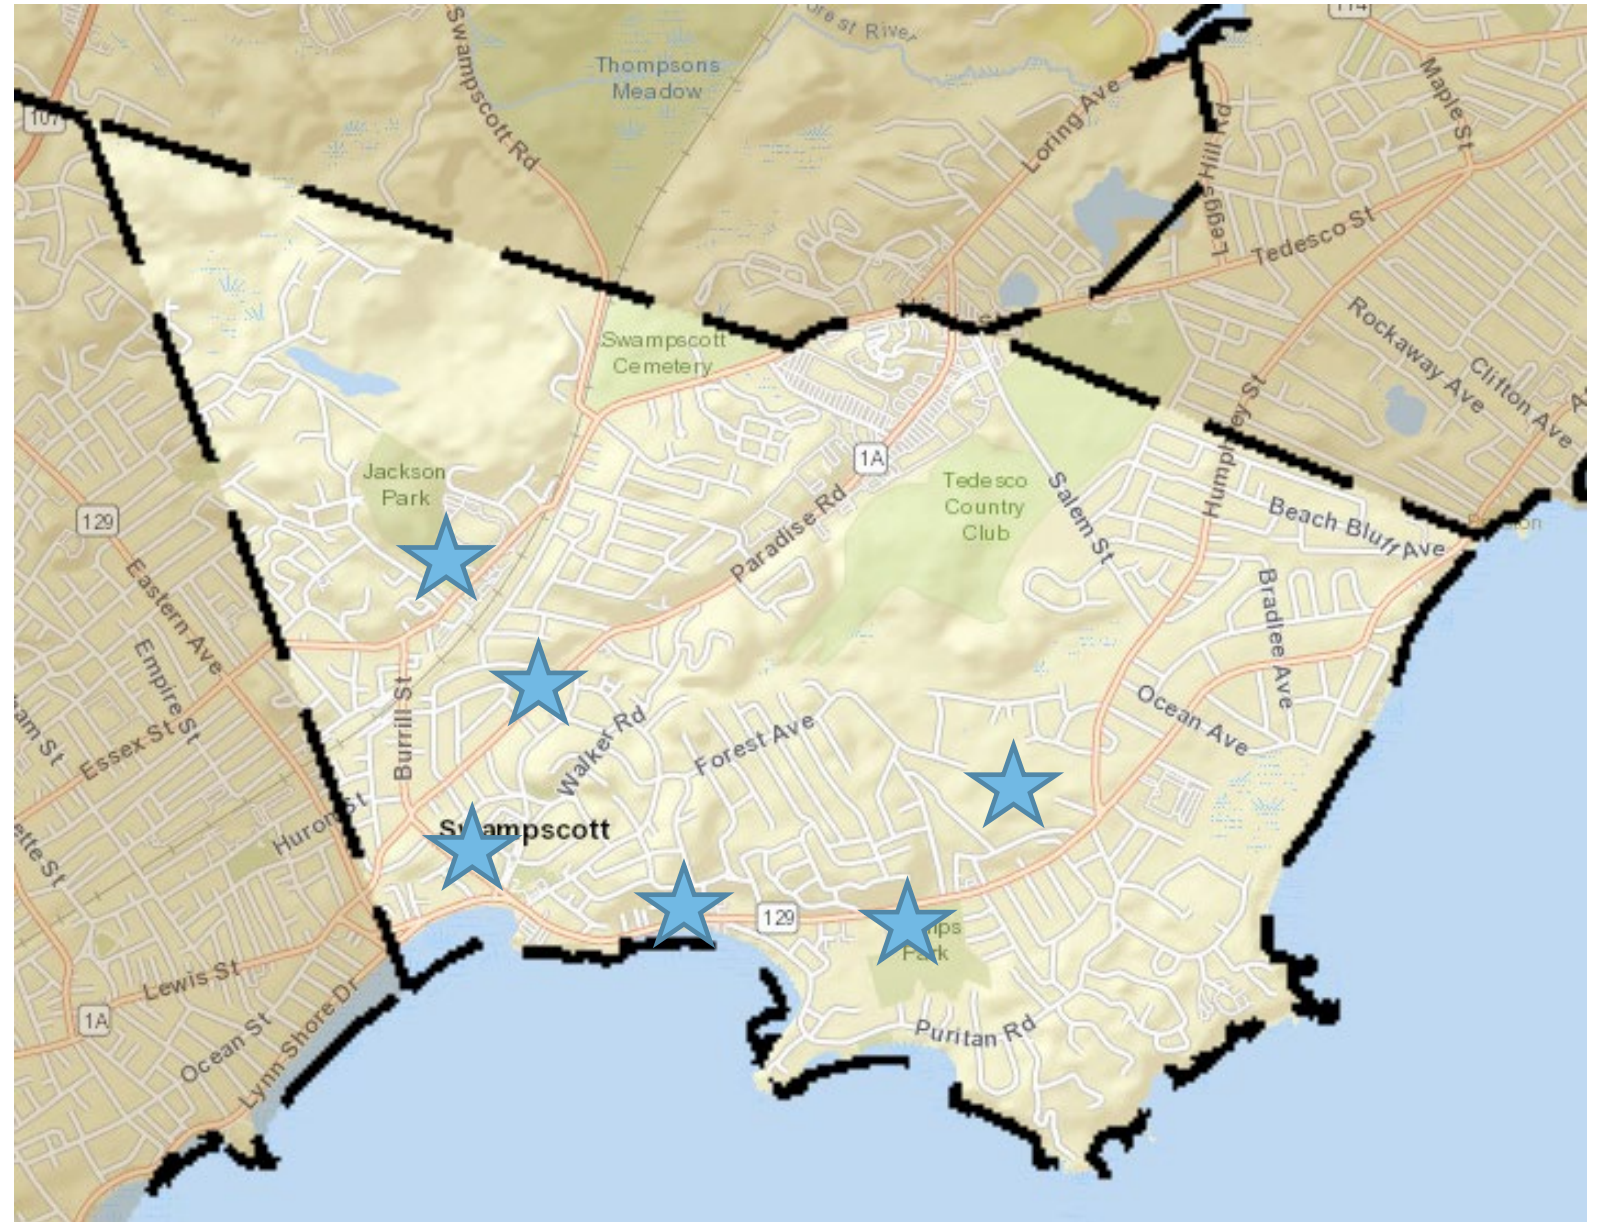 114
Swampscott Rd
Thompsons
Meadow
River
107
Loring Ave
Maple St
Leggs Hill Rd
Tedesco St
Swampscott
Cemetery
Rockaway Ave
Clifton Ave
Humphrey St
1A
Jackson
Park
Tedesco
Country
Club
Salem St
Beach Bluff Ave
129
Paradise Rd
Eastern Ave
Bradlee Ave
Empire St
Essex St
Burrill St
Walker Rd
Forest Ave
Ocean Ave
Huron St
Swampscott
129
Park
Lewis St
1A
Ocean St
Lynn Shore Dr
Puritan Rd